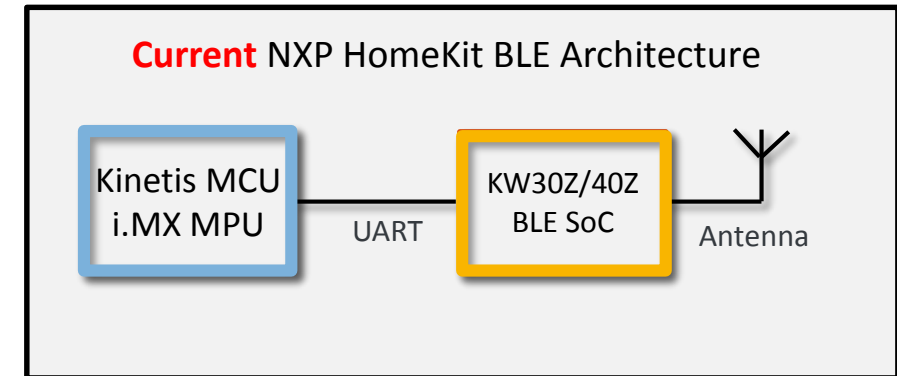 Current NXP HomeKit BLE Architecture
Kinetis MCU
i.MX MPU
UART
KW30Z/40Z
BLE SoC
Antenna